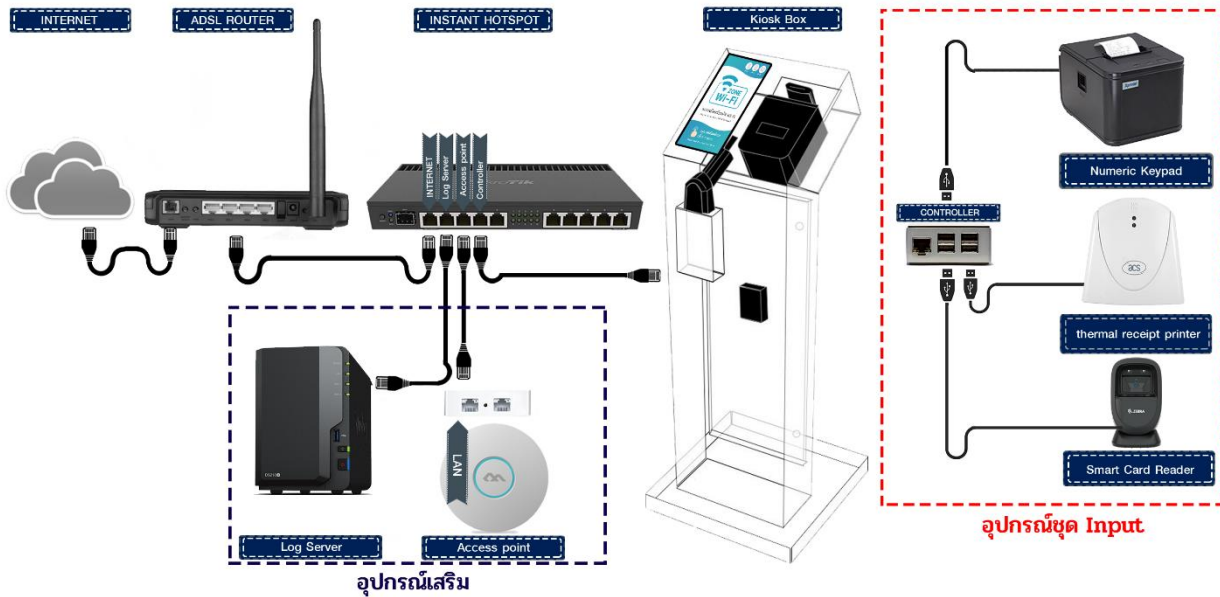 INTERNET
ADSL ROUTER
INSTANT HOTSPOT
Kiosk Box
INTERNET
Log Server
Access point
Controller
ZONE
Wi-Fi
Numeric Keypad
CONTROLLER
acs
thermal receipt printer
ZEBRA
Smart Card Reader
อุปกรณ์ชุด Input
LAN
Log Server
Access point
อุปกรณ์เสริม